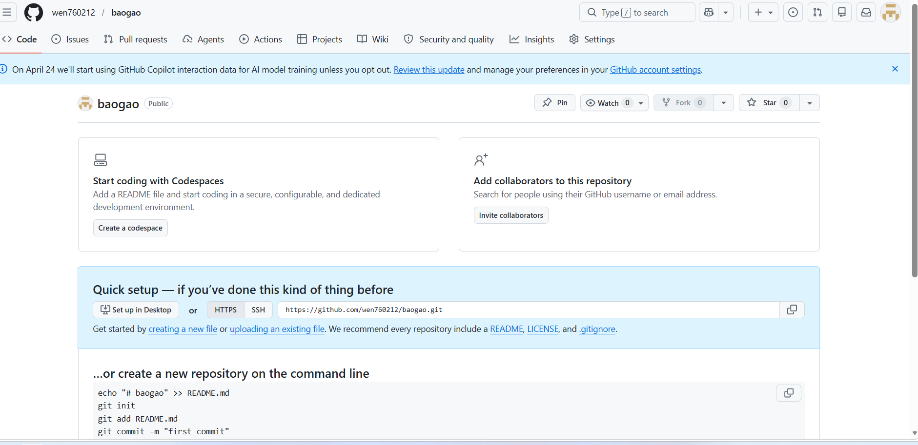 wen760212 / baogao
Type / to search
Code Issues Pull requests Agents Actions Projects Wiki Security and quality Insights Settings
On April 24 we'll start using GitHub Copilot interaction data for AI model training unless you opt out. Review this update and manage your preferences in your GitHub account settings.
baogao Public
Pin Watch 0 Fork 0 Star 0
Start coding with Codespaces
Add a README file and start coding in a secure, configurable, and dedicated
development environment.
Create a codespace
Add collaborators to this repository
Search for people using their GitHub username or email address.
Invite collaborators
Quick setup — if you've done this kind of thing before
Set up in Desktop or HTTPS SSH https://github.com/wen760212/baogao.git
Get started by creating a new file or uploading an existing file. We recommend every repository include a README, LICENSE, and .gitignore.
...or create a new repository on the command line
echo "# baogao" >> README.md
git init
git add README.md
git commit -m "first commit"